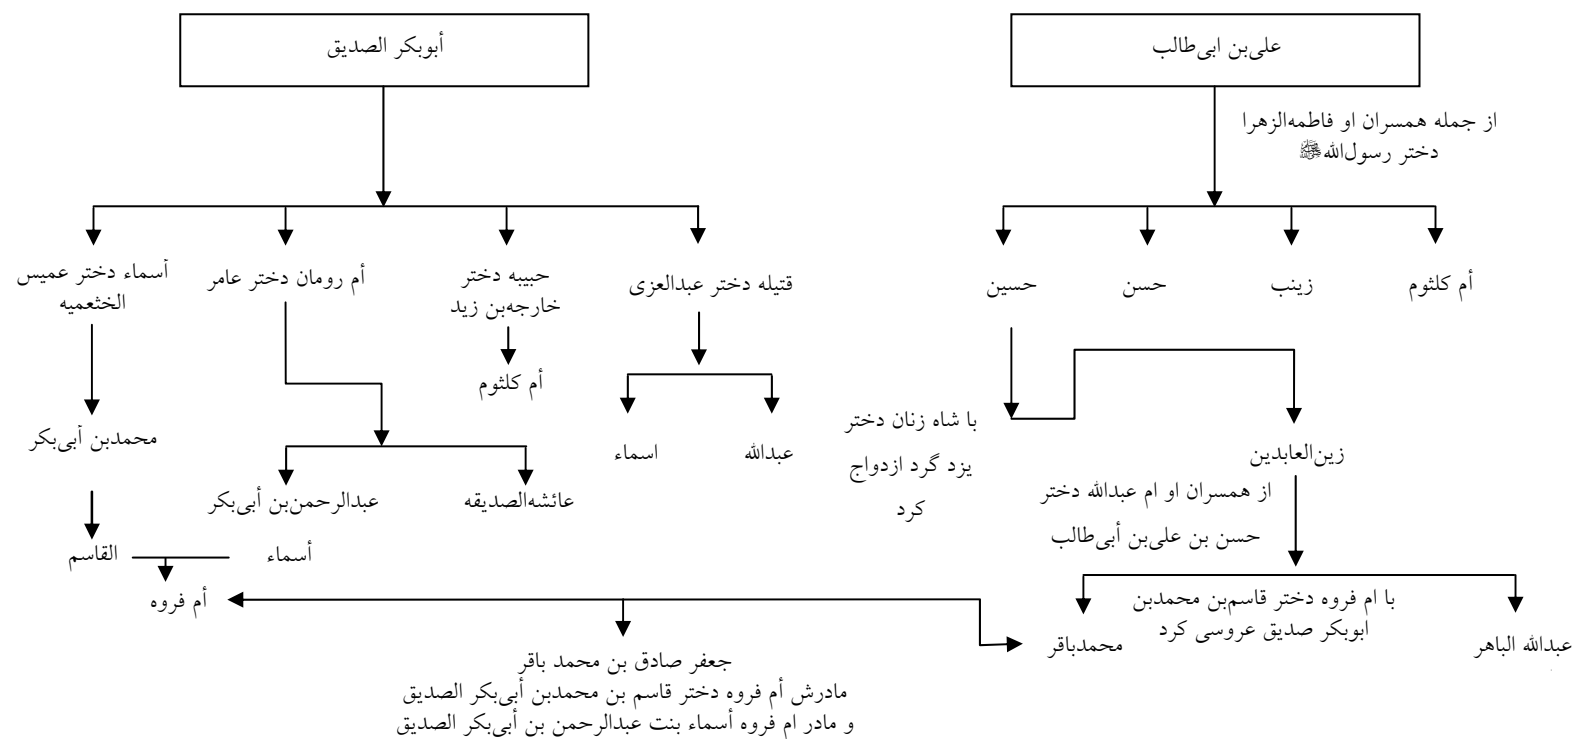 علی‌بن ابی‌طالب
أبوبکر الصدیق
از جمله همسران او فاطمه‌الزهرا
دختر رسول‌الله ﷺ
أم کلثوم
زینب
حسن
حسین
قتیله دختر عبدالعزی
حبیبه دختر
خارجه‌بن زید
أم رومان دختر عامر
أسماء دختر عمیس
الخثعمیه
أم کلثوم
با شاه زنان دختر
یزد گرد ازدواج
کرد
زین‌العابدین
از همسران او ام عبدالله دختر
حسن بن علی‌بن أبی‌طالب
عبدالله
اسماء
محمدبن أبی‌بکر
عائشه‌الصدیقه
عبدالرحمن‌بن أبی‌بکر
أسماء
القاسم
أم فروه
با ام فروه دختر قاسم‌بن محمدبن
ابوبکر صدیق عروسی کرد
عبدالله الباهر
محمدباقر
جعفر صادق بن محمد باقر
مادرش أم فروه دختر قاسم بن محمدبن أبی‌بکر الصدیق
و مادر ام فروه أسماء بنت عبدالرحمن بن أبی‌بکر الصدیق